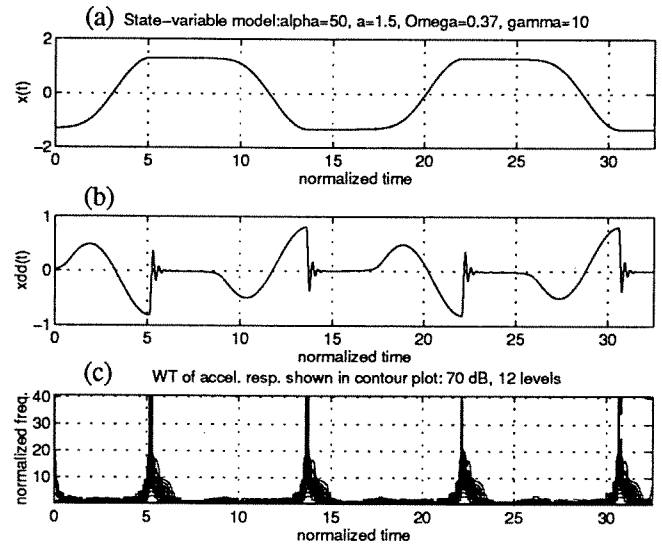 (a) State-variable model:alpha=50, a=1.5, Omega=0.37, gamma=10
2
0
-2
x(t)
0 5 10 15 20 25 30
normalized time
(b)
1
0
-1
xdd(t)
0 5 10 15 20 25 30
normalized time
(c) WT of accel. resp. shown in contour plot: 70 dB, 12 levels
40
30
20
10
normalized freq.
0 5 10 15 20 25 30
normalized time